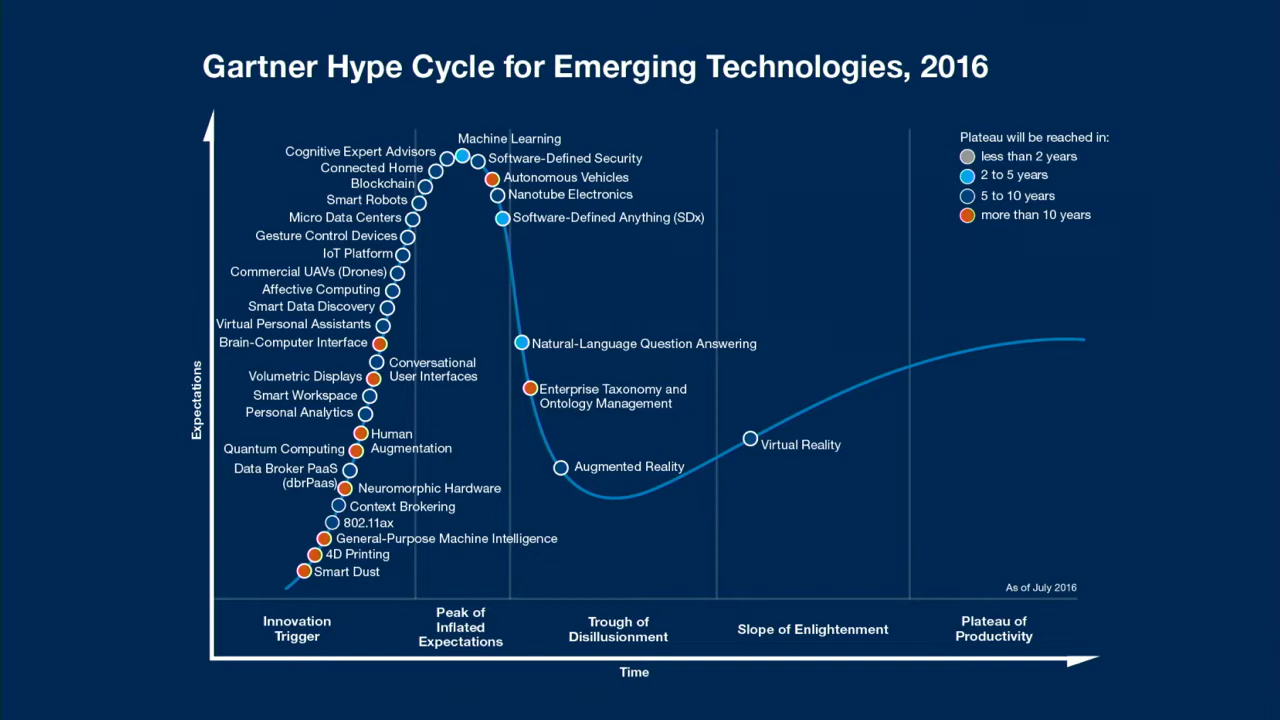 Gartner Hype Cycle for Emerging Technologies, 2016
Plateau will be reached in:
less than 2 years
2 to 5 years
5 to 10 years
more than 10 years
Machine Learning
Cognitive Expert Advisors
Software-Defined Security
Connected Home
Autonomous Vehicles
Blockchain
Nanotube Electronics
Smart Robots
Micro Data Centers
Software-Defined Anything (SDx)
Gesture Control Devices
IoT Platform
Commercial UAVs (Drones)
Affective Computing
Smart Data Discovery
Virtual Personal Assistants
Brain-Computer Interface
Natural-Language Question Answering
Conversational
User Interfaces
Volumetric Displays
Smart Workspace
Enterprise Taxonomy and
Ontology Management
Personal Analytics
Human
Augmentation
Quantum Computing
Virtual Reality
Data Broker PaaS
(dbrPaas)
Augmented Reality
Neuromorphic Hardware
Context Brokering
802.11ax
General-Purpose Machine Intelligence
4D Printing
Smart Dust
As of July 2016
Expectations
Innovation
Trigger
Peak of
Inflated
Expectations
Trough of
Disillusionment
Slope of Enlightenment
Plateau of
Productivity
Time